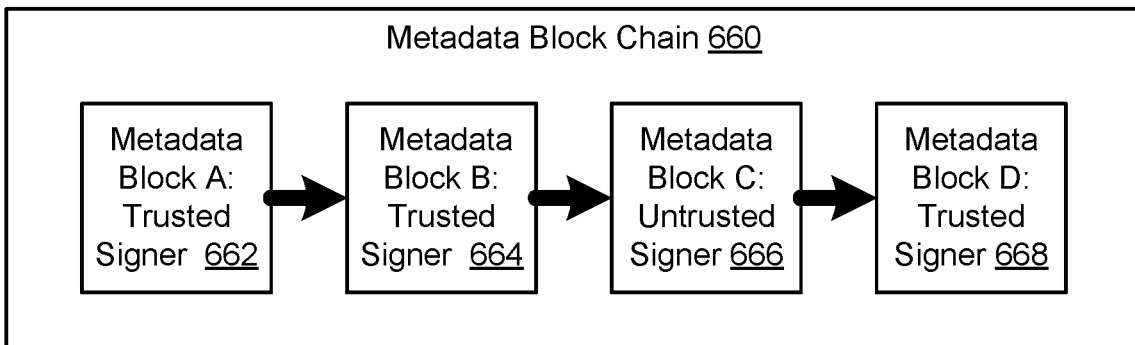 Metadata Block Chain 660
Metadata
Block A:
Trusted
Signer 662
Metadata
Block B:
Trusted
Signer 664
Metadata
Block C:
Untrusted
Signer 666
Metadata
Block D:
Trusted
Signer 668